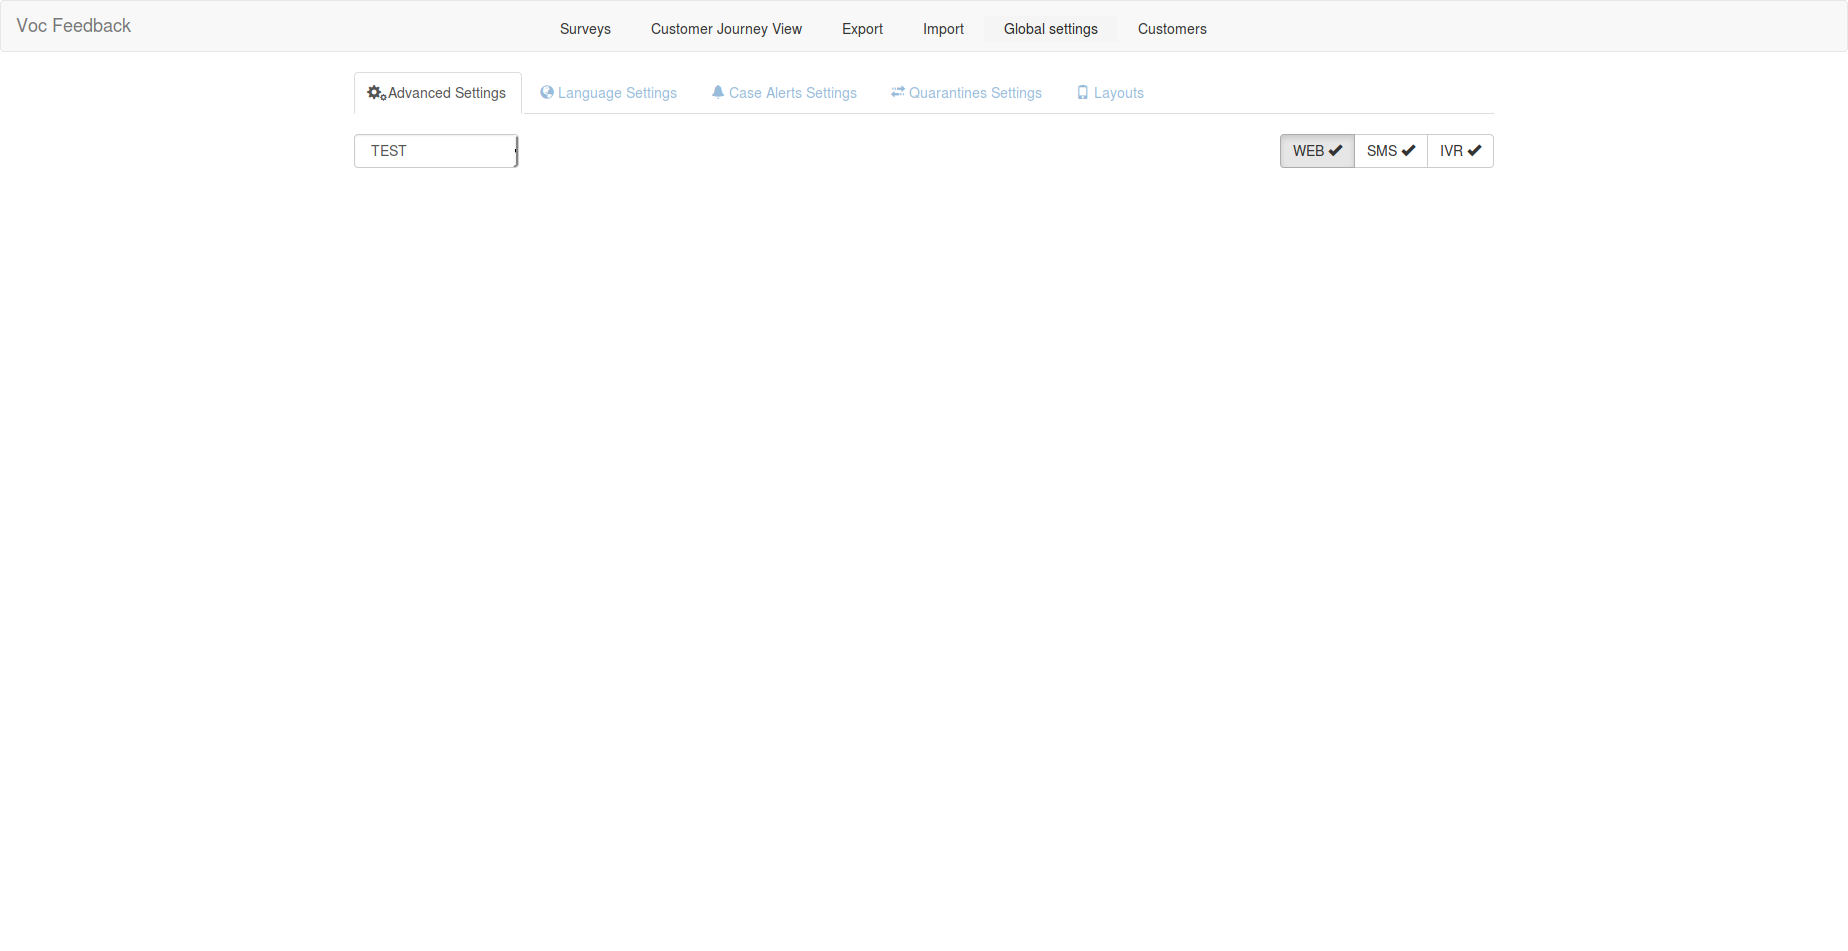 Voc Feedback Surveys Customer Journey View Export Import Global settings Customers
Advanced Settings Language Settings Case Alerts Settings Quarantines Settings Layouts
TEST WEB SMS IVR